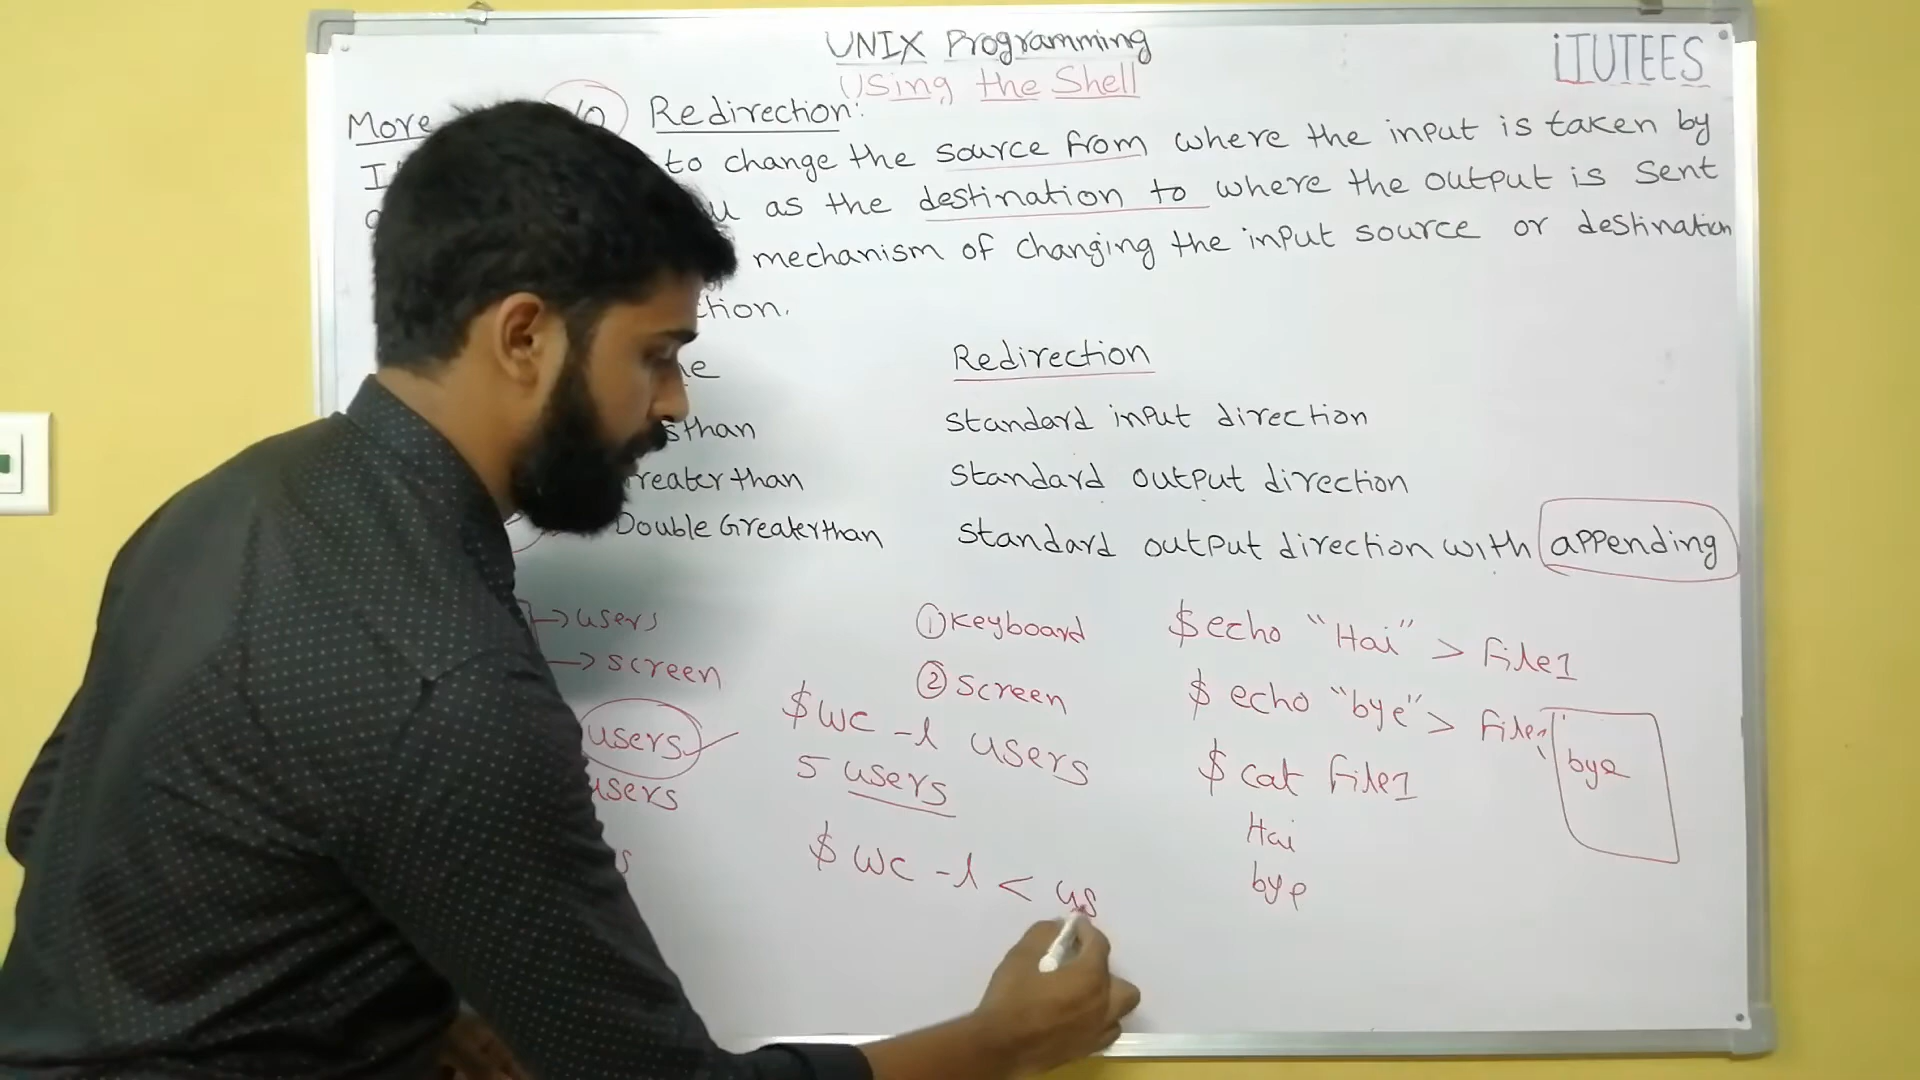 UNIX Programming
iTUTEES
Using the Shell
More Redirection:
to change the source from where the input is taken by
as the destination to where the output is sent
mechanism of changing the input source or destination
Redirection
Standard input direction
Standard output direction
Double Greaterthan Standard output direction with appending
→ users
→ screen
① Keyboard
② Screen
users
users
$ wc -l users
5 users
$ wc -l < us
$ echo "Hai" > File1
$ echo "bye" > File1
bye
$ cat File1
Hai
bye